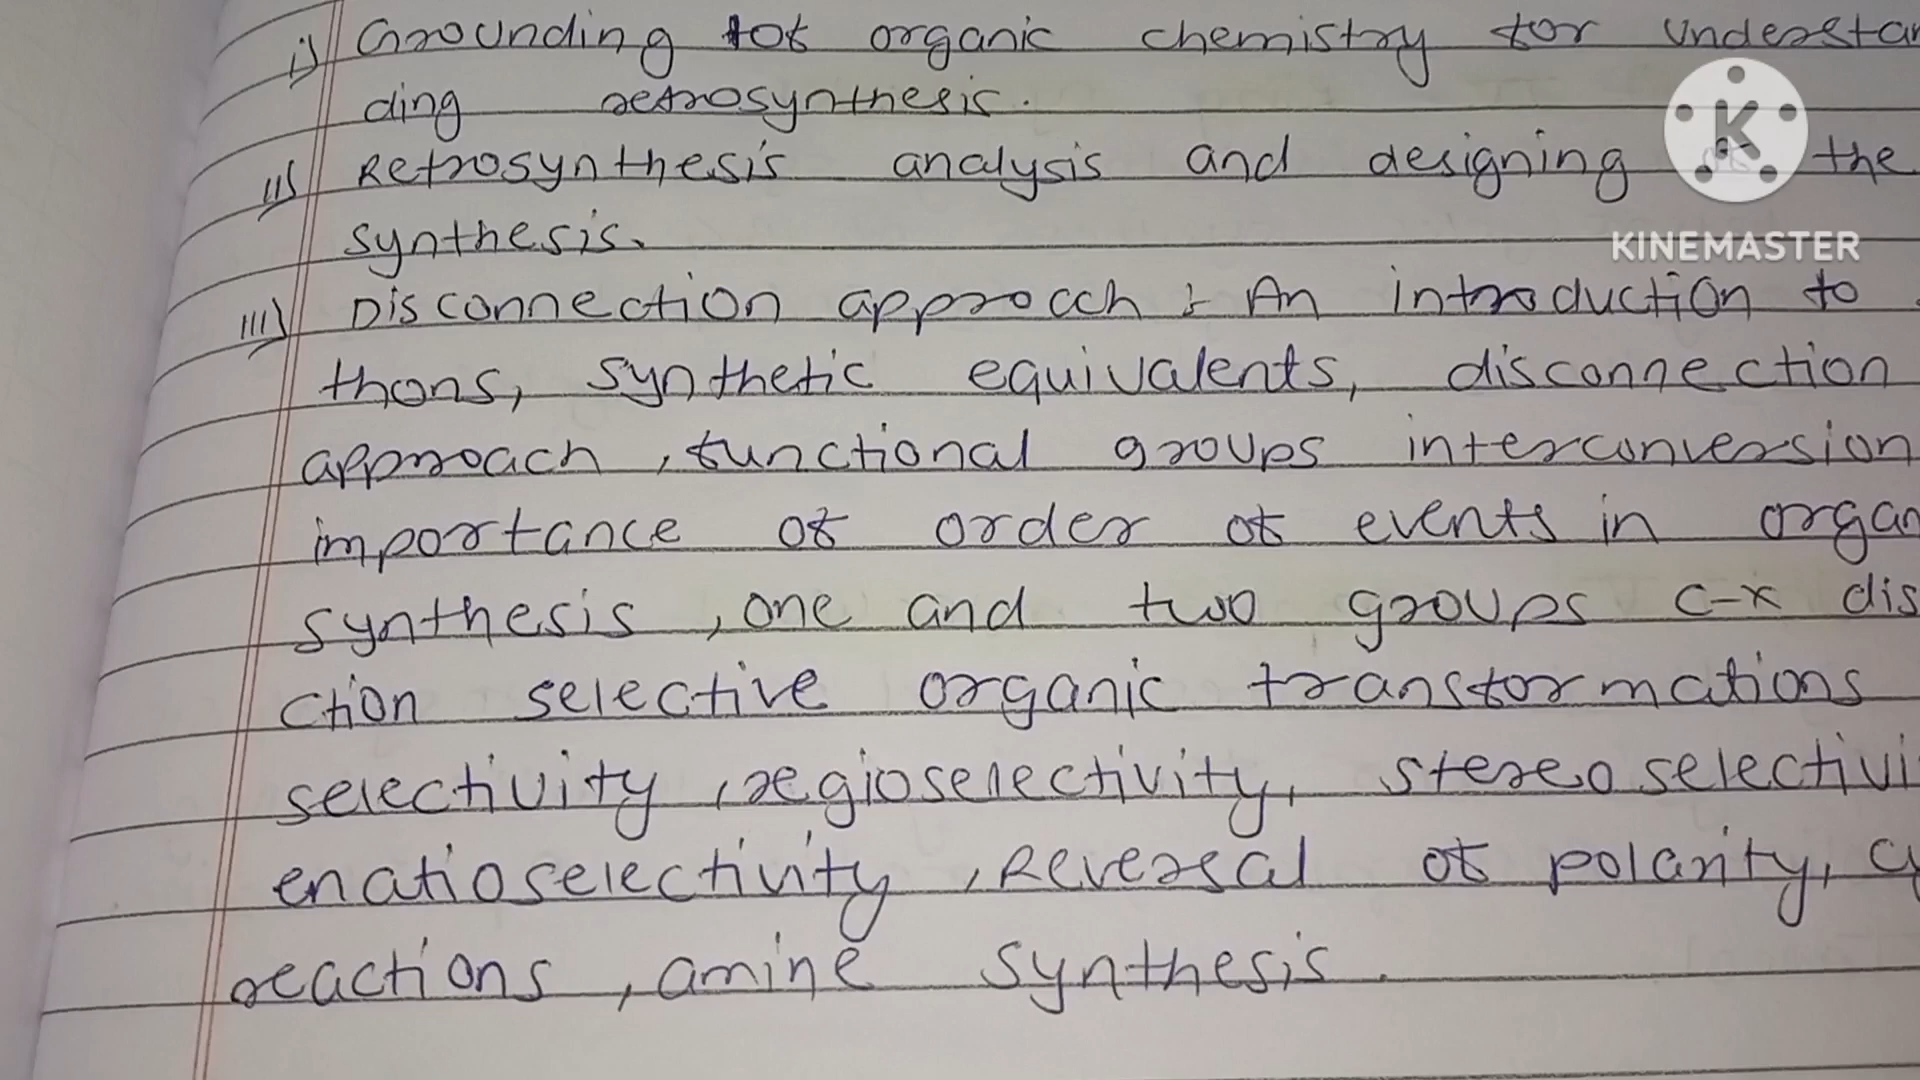 i) Grounding of organic chemistry for understan
ding retrosynthesis.
ii) Retrosynthesis analysis and designing the
synthesis.
iii) Disconnection approach :- An introduction to
thons, synthetic equivalents, disconnection
approach, functional groups interconversion
importance of order of events in organ
synthesis, one and two groups C-X dis
ction selective organic transformations
selectivity, regioselectivity, stereoselectivi
enatioselectivity, Reversal of polarity, cy
reactions, amine synthesis.
KINEMASTER